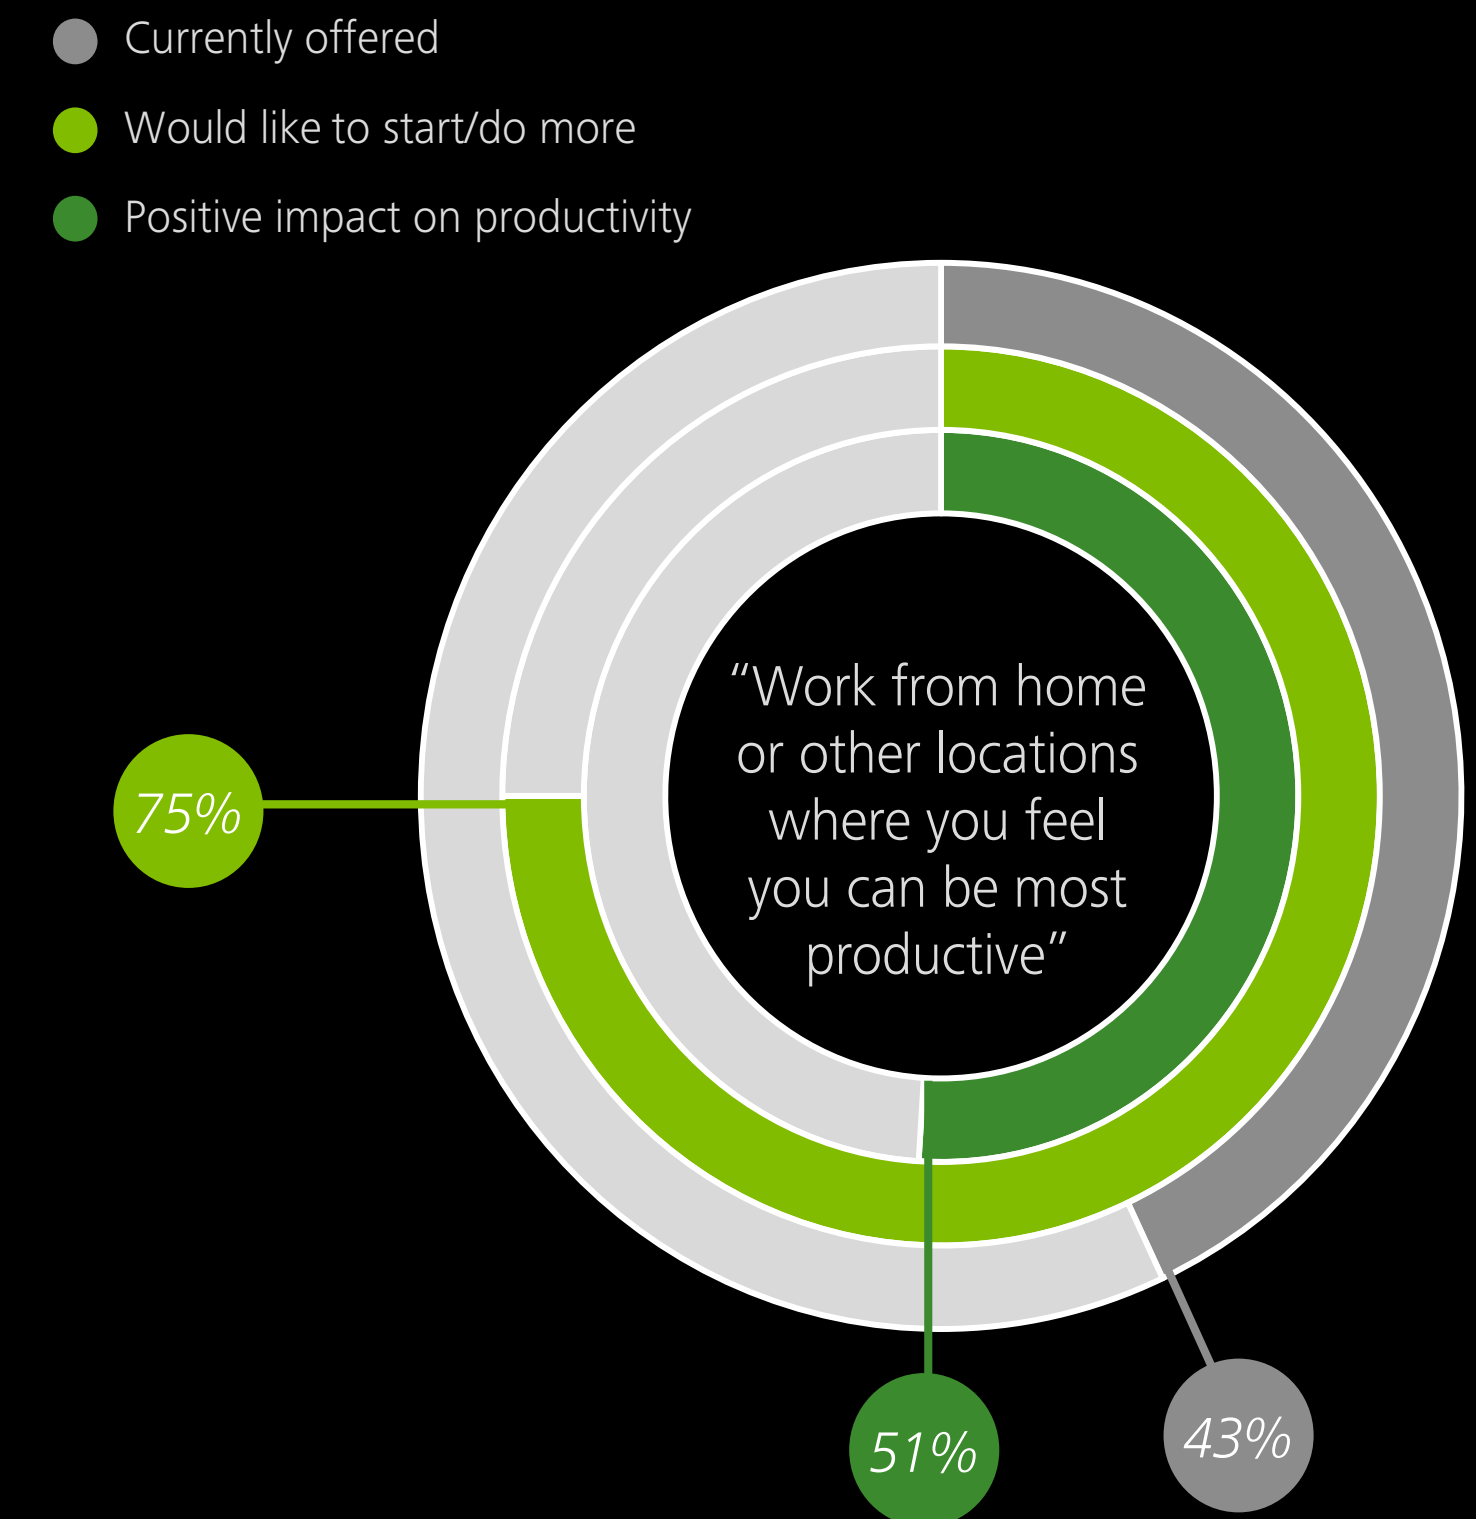 Currently offered
Would like to start/do more
Positive impact on productivity
“Work from home
or other locations
where you feel
you can be most
productive”
75%
51%
43%